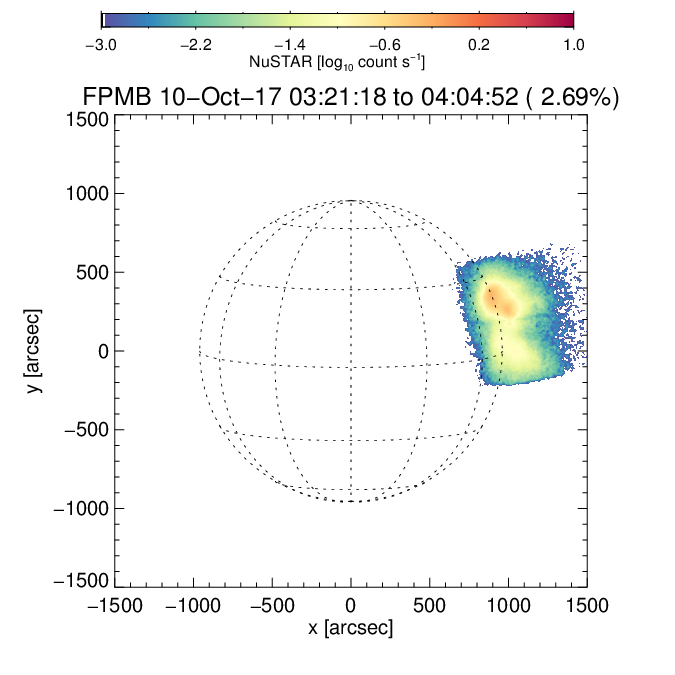 −3.0 −2.2 −1.4 −0.6 0.2 1.0
NuSTAR [log10 count s−1]
FPMB 10−Oct−17 03:21:18 to 04:04:52 ( 2.69%)
1500
1000
500
0
−500
−1000
−1500
y [arcsec]
−1500 −1000 −500 0 500 1000 1500
x [arcsec]